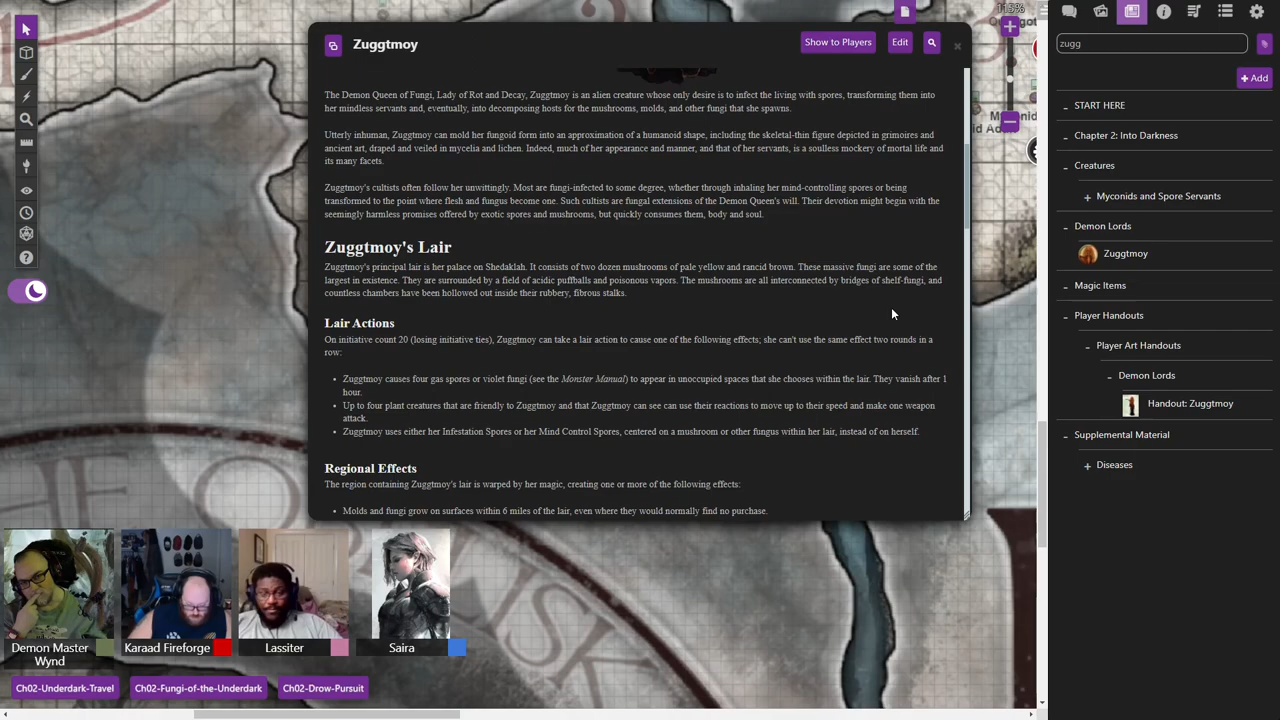 115%
Zuggtmoy
Show to Players
Edit
zugg
Add
START HERE
Chapter 2: Into Darkness
Creatures
Myconids and Spore Servants
Demon Lords
Zuggtmoy
Magic Items
Player Handouts
Player Art Handouts
Demon Lords
Handout: Zuggtmoy
Supplemental Material
Diseases
The Demon Queen of Fungi, Lady of Rot and Decay, Zuggtmoy is an alien creature whose only desire is to infect the living with spores, transforming them into
her mindless servants and, eventually, into decomposing hosts for the mushrooms, molds, and other fungi that she spawns.
Utterly inhuman, Zuggtmoy can mold her fungoid form into an approximation of a humanoid shape, including the skeletal-thin figure depicted in grimoires and
ancient art, draped and veiled in mycelia and lichen. Indeed, much of her appearance and manner, and that of her servants, is a soulless mockery of mortal life and
its many facets.
Zuggtmoy's cultists often follow her unwittingly. Most are fungi-infected to some degree, whether through inhaling her mind-controlling spores or being
transformed to the point where flesh and fungus become one. Such cultists are fungal extensions of the Demon Queen's will. Their devotion might begin with the
seemingly harmless promises offered by exotic spores and mushrooms, but quickly consumes them, body and soul.
Zuggtmoy's Lair
Zuggtmoy's principal lair is her palace on Shedaklah. It consists of two dozen mushrooms of pale yellow and rancid brown. These massive fungi are some of the
largest in existence. They are surrounded by a field of acidic puffballs and poisonous vapors. The mushrooms are all interconnected by bridges of shelf-fungi, and
countless chambers have been hollowed out inside their rubbery, fibrous stalks.
Lair Actions
On initiative count 20 (losing initiative ties), Zuggtmoy can take a lair action to cause one of the following effects; she can't use the same effect two rounds in a
row:
• Zuggtmoy causes four gas spores or violet fungi (see the Monster Manual) to appear in unoccupied spaces that she chooses within the lair. They vanish after 1
hour.
• Up to four plant creatures that are friendly to Zuggtmoy and that Zuggtmoy can see can use their reactions to move up to their speed and make one weapon
attack.
• Zuggtmoy uses either her Infestation Spores or her Mind Control Spores, centered on a mushroom or other fungus within her lair, instead of on herself.
Regional Effects
The region containing Zuggtmoy's lair is warped by her magic, creating one or more of the following effects:
• Molds and fungi grow on surfaces within 6 miles of the lair, even where they would normally find no purchase.
Demon Master
Wynd
Karaad Fireforge
Lassiter
Saira
Ch02-Underdark-Travel
Ch02-Fungi-of-the-Underdark
Ch02-Drow-Pursuit